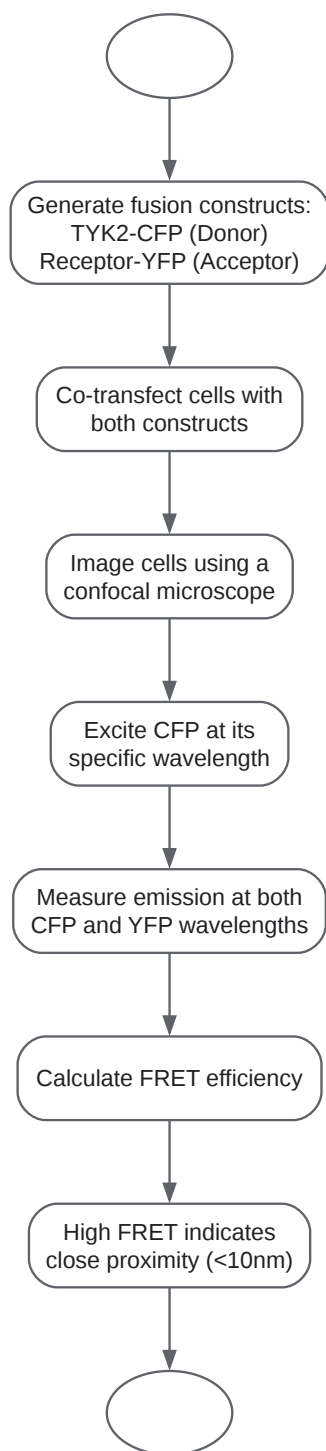 Generate fusion constructs:
TYK2-CFP (Donor)
Receptor-YFP (Acceptor)
Co-transfect cells with
both constructs
Image cells using a
confocal microscope
Excite CFP at its
specific wavelength
Measure emission at both
CFP and YFP wavelengths
Calculate FRET efficiency
High FRET indicates
close proximity (<10nm)